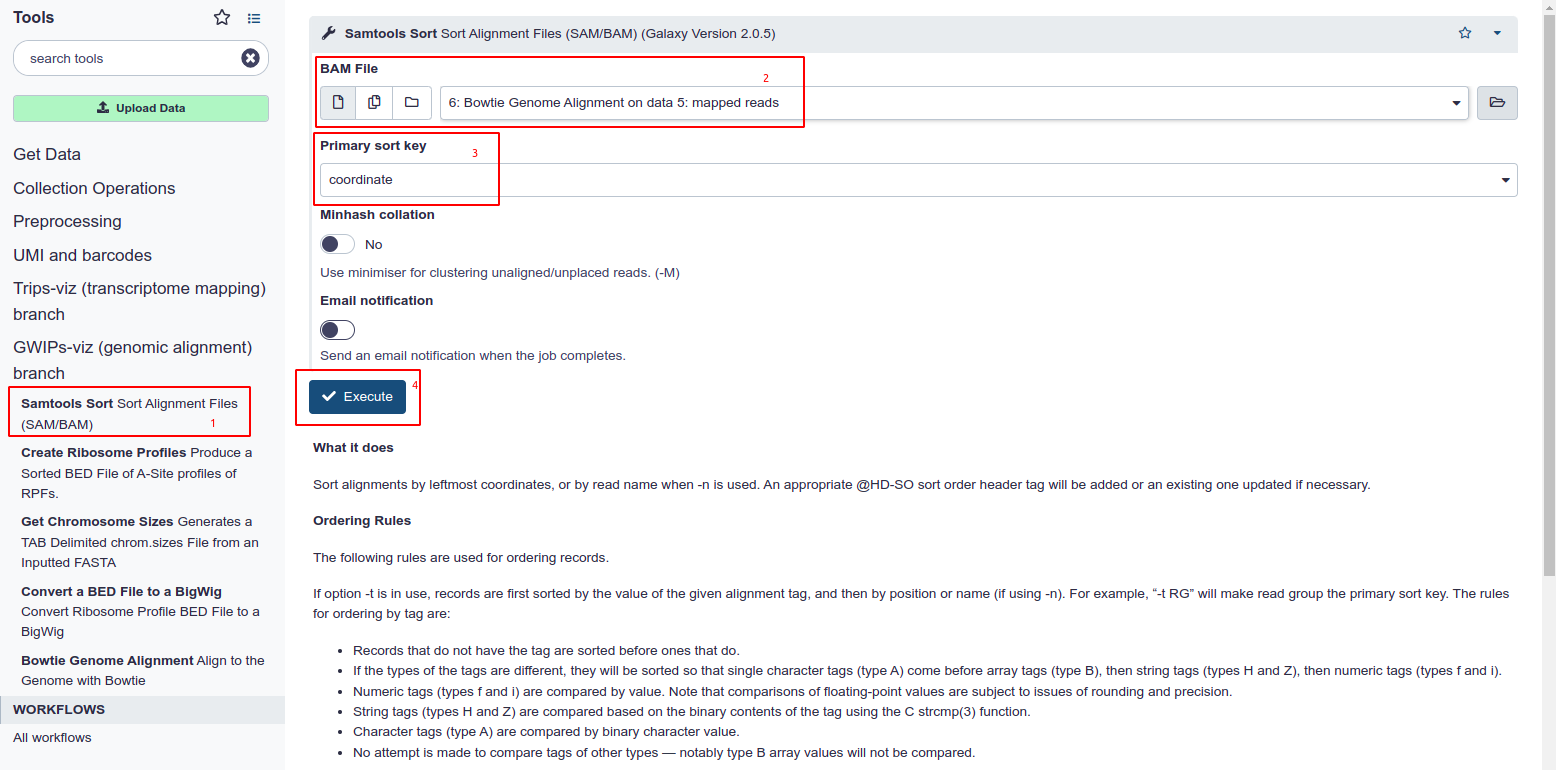 Tools
search tools
Upload Data
Get Data
Collection Operations
Preprocessing
UMI and barcodes
Trips-viz (transcriptome mapping)
branch
GWIPs-viz (genomic alignment)
branch
Samtools Sort Sort Alignment Files
(SAM/BAM)
1
Create Ribosome Profiles Produce a
Sorted BED File of A-Site profiles of
RPFs.
Get Chromosome Sizes Generates a
TAB Delimited chrom.sizes File from an
Inputted FASTA
Convert a BED File to a BigWig
Convert Ribosome Profile BED File to a
BigWig
Bowtie Genome Alignment Align to the
Genome with Bowtie
WORKFLOWS
All workflows
Samtools Sort Sort Alignment Files (SAM/BAM) (Galaxy Version 2.0.5)
BAM File
2
6: Bowtie Genome Alignment on data 5: mapped reads
Primary sort key
3
coordinate
Minhash collation
No
Use minimiser for clustering unaligned/unplaced reads. (-M)
Email notification
Send an email notification when the job completes.
Execute
4
What it does
Sort alignments by leftmost coordinates, or by read name when -n is used. An appropriate @HD-SO sort order header tag will be added or an existing one updated if necessary.
Ordering Rules
The following rules are used for ordering records.
If option -t is in use, records are first sorted by the value of the given alignment tag, and then by position or name (if using -n). For example, “-t RG” will make read group the primary sort key. The rules
for ordering by tag are:
• Records that do not have the tag are sorted before ones that do.
• If the types of the tags are different, they will be sorted so that single character tags (type A) come before array tags (type B), then string tags (types H and Z), then numeric tags (types f and i).
• Numeric tags (types f and i) are compared by value. Note that comparisons of floating-point values are subject to issues of rounding and precision.
• String tags (types H and Z) are compared based on the binary contents of the tag using the C strcmp(3) function.
• Character tags (type A) are compared by binary character value.
• No attempt is made to compare tags of other types — notably type B array values will not be compared.